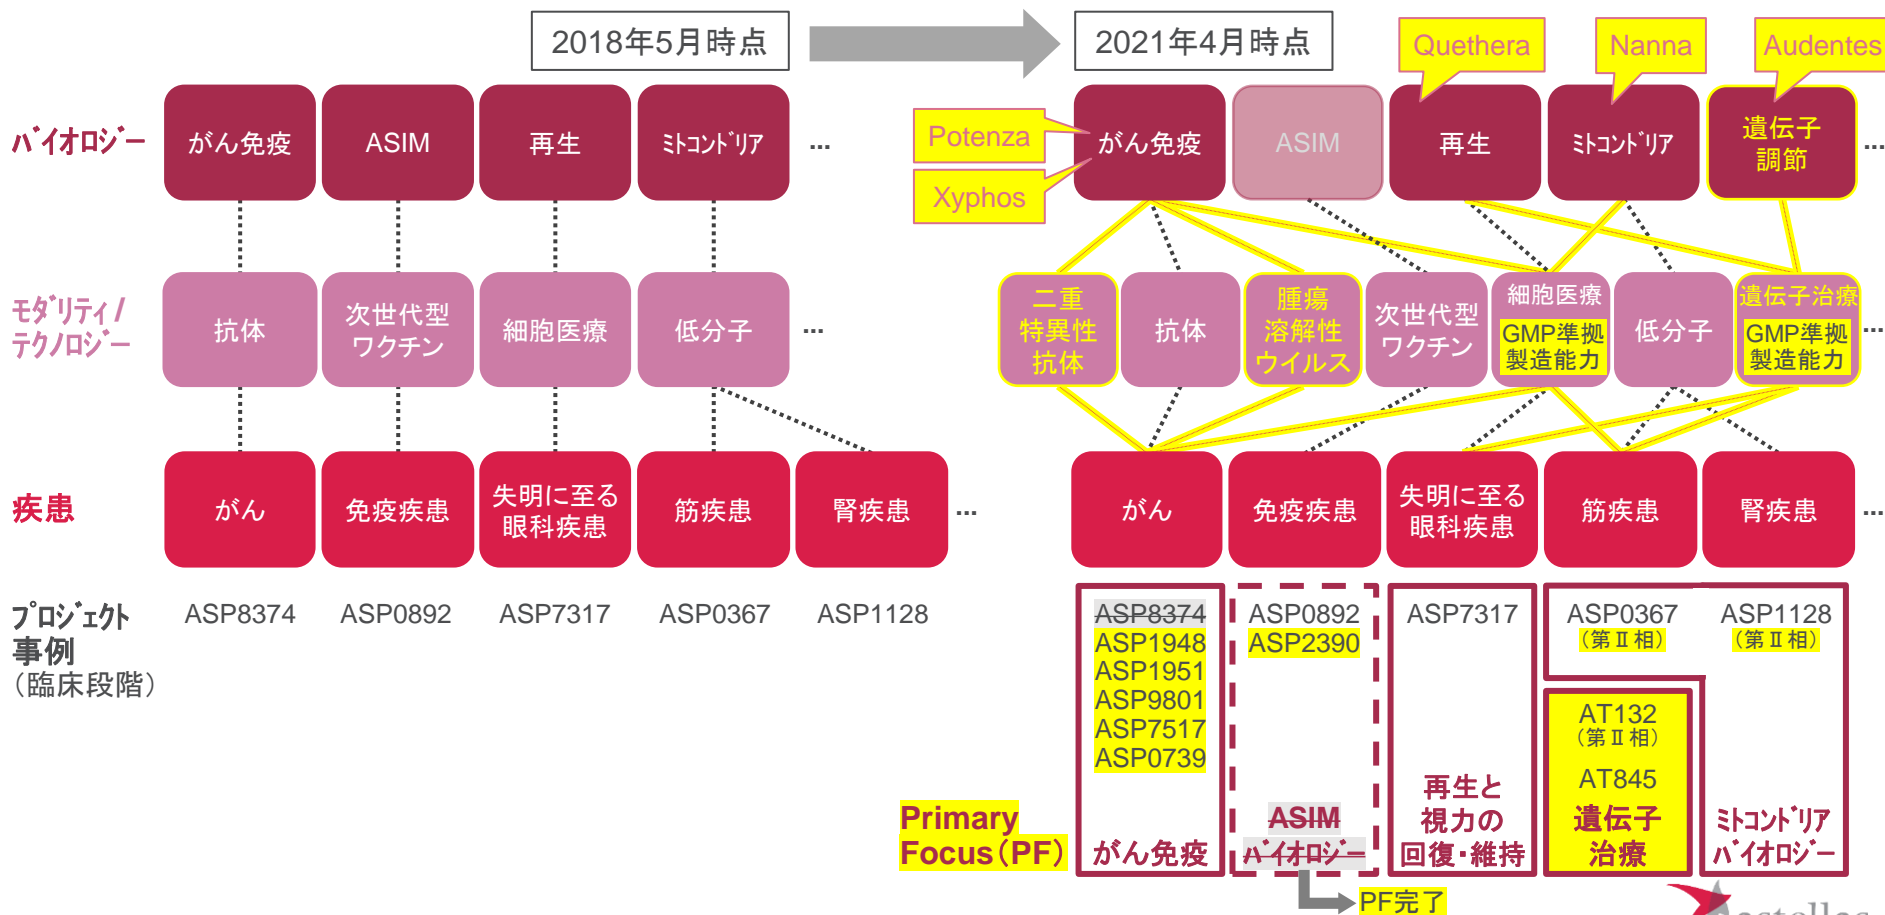 2018年5月時点
2021年4月時点
Quethera
Nanna
Audentes
バイオロジー
がん免疫
ASIM
再生
ミトコンドリア
...
Potenza
Xyphos
がん免疫
ASIM
再生
ミトコンドリア
遺伝子
調節
...
モダリティ/
テクノロジー
抗体
次世代型
ワクチン
細胞医療
低分子
...
二重
特異性
抗体
抗体
腫瘍
溶解性
ウイルス
次世代型
ワクチン
細胞医療
GMP準拠
製造能力
低分子
遺伝子治療
GMP準拠
製造能力
...
疾患
がん
免疫疾患
失明に至る
眼科疾患
筋疾患
腎疾患
...
がん
免疫疾患
失明に至る
眼科疾患
筋疾患
腎疾患
...
プロジェクト
事例
（臨床段階）
ASP8374
ASP0892
ASP7317
ASP0367
ASP1128
ASP8374
ASP1948
ASP1951
ASP9801
ASP7517
ASP0739
がん免疫
ASP0892
ASP2390
ASIM
バイオロジー
ASP7317
再生と
視力の
回復・維持
ASP0367
（第Ⅱ相）
AT132
（第Ⅱ相）
AT845
遺伝子
治療
ASP1128
（第Ⅱ相）
ミトコンドリア
バイオロジー
Primary
Focus（PF）
PF完了
astellas